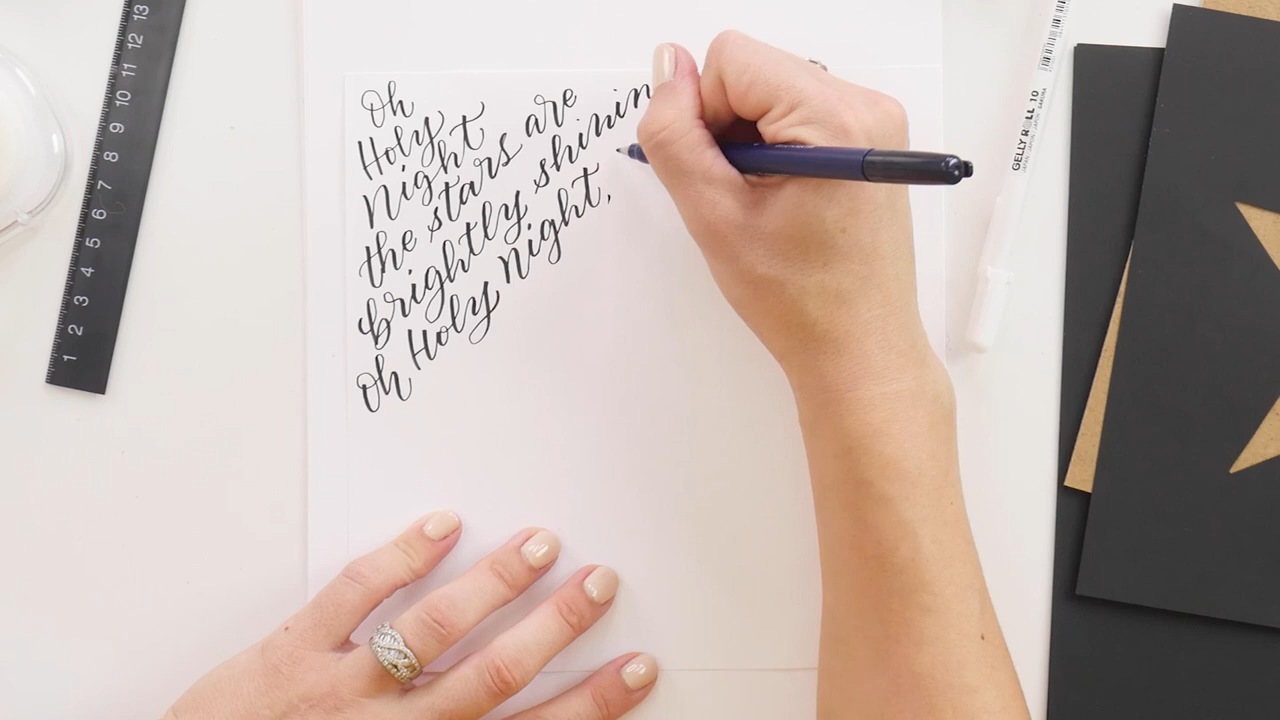 Oh
Holy
Night
the stars are
brightly shinin
Oh Holy Night,
1 2 3 4 5 6 7 8 9 10 11 12 13
GELLY ROLL 10